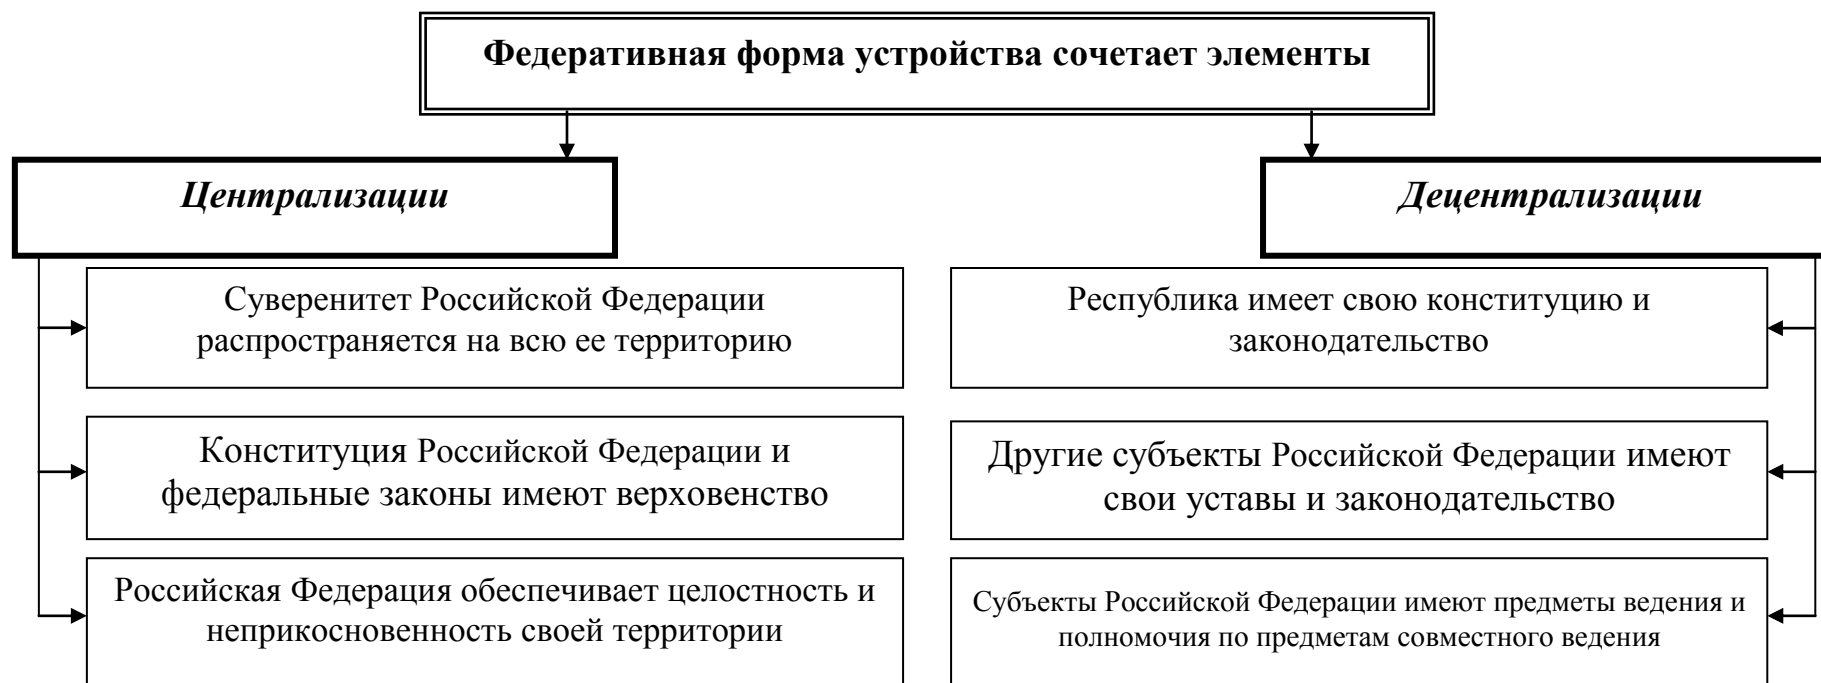 Федеративная форма устройства сочетает элементы
Централизации
Децентрализации
Суверенитет Российской Федерации
распространяется на всю ее территорию
Республика имеет свою конституцию и
законодательство
Конституция Российской Федерации и
федеральные законы имеют верховенство
Другие субъекты Российской Федерации имеют
свои уставы и законодательство
Российская Федерация обеспечивает целостность и
неприкосновенность своей территории
Субъекты Российской Федерации имеют предметы ведения и
полномочия по предметам совместного ведения